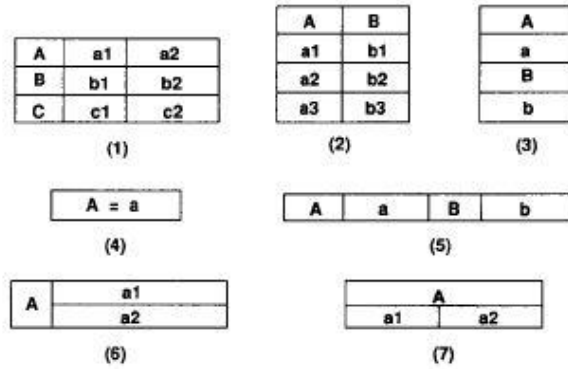 A B A
A a1 a2 a1 b1 a
B b1 b2 a2 b2 B
C c1 c2 a3 b3 b
(1) (2) (3)
A = a A a B b
(4) (5)
A a1 A
a2 a1 a2
(6) (7)